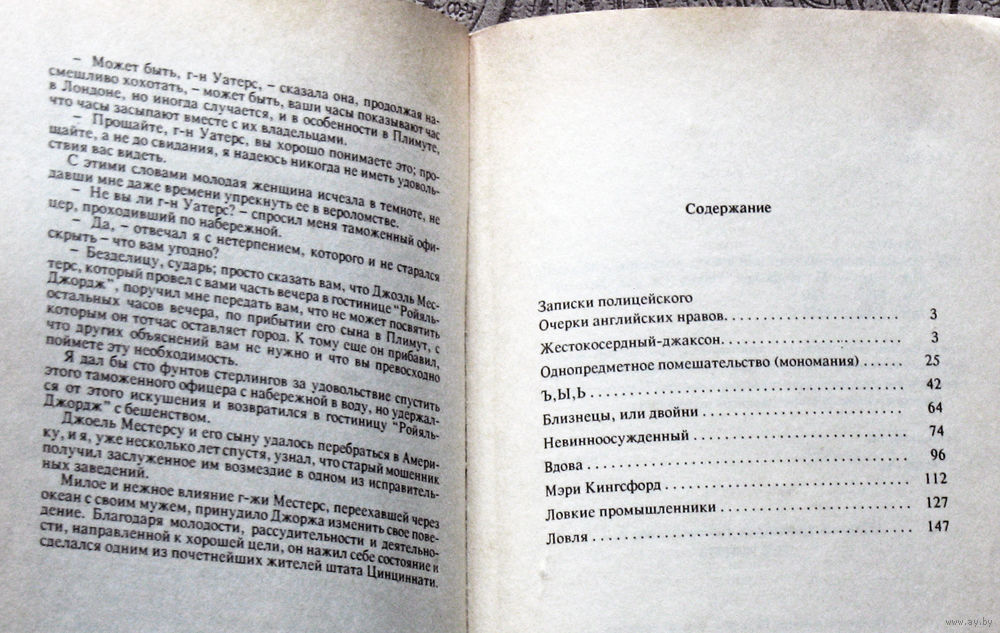 – Может быть, г-н Уатерс, – сказала она, продолжая на-
смешливо хохотать, – может быть, ваши часы показывают час
в Лондоне, но иногда случается, и в особенности в Плимуте,
что часы засыпают вместе с их владельцами.
– Прощайте, г-н Уатерс, вы хорошо понимаете это; про-
щайте, а не до свидания, я надеюсь никогда не иметь удоволь-
ствия вас видеть.
С этими словами молодая женщина исчезла в темноте, не
давши мне даже времени упрекнуть ее в вероломстве.
– Не вы ли г-н Уатерс? – спросил меня таможенный офи-
цер, проходивший по набережной.
– Да, – отвечал я с нетерпением, которого и не старался
скрыть – что вам угодно?
– Безделицу, сударь; просто сказать вам, что Джоэль Мес-
терс, который провел с вами часть вечера в гостинице "Ройяль-
Джордж", поручил мне передать вам, что не может посвятить
остальных часов вечера, по прибытии его сына в Плимут, с
которым он тотчас оставляет город. К тому еще он прибавил,
что других объяснений вам не нужно и что вы превосходно
поймете эту необходимость.
Я дал бы сто фунтов стерлингов за удовольствие спустить
этого таможенного офицера с набережной в воду, но удержал-
ся от этого искушения и возвратился в гостиницу "Ройяль-
Джордж" с бешенством.
Джоель Местерсу и его сыну удалось перебраться в Амери-
ку, и я, уже несколько лет спустя, узнал, что старый мошенник
получил заслуженное им возмездие в одном из исправитель-
ных заведений.
Милое и нежное влияние г-жи Местерс, переехавшей через
океан с своим мужем, принудило Джоржа изменить свое пове-
дение. Благодаря молодости, рассудительности и деятельно-
сти, направленной к хорошей цели, он нажил себе состояние и
сделался одним из почетнейших жителей штата Цинциннати.
Содержание
Записки полицейского
Очерки английских нравов. 3
Жестокосердный-джаксон. 3
Однопредметное помешательство (мономания) 25
Ъ,Ы,Ь 42
Близнецы, или двойни 64
Невинноосужденный 74
Вдова 96
Мэри Кингсфорд 112
Ловкие промышленники 127
Ловля 147
www.ay.by